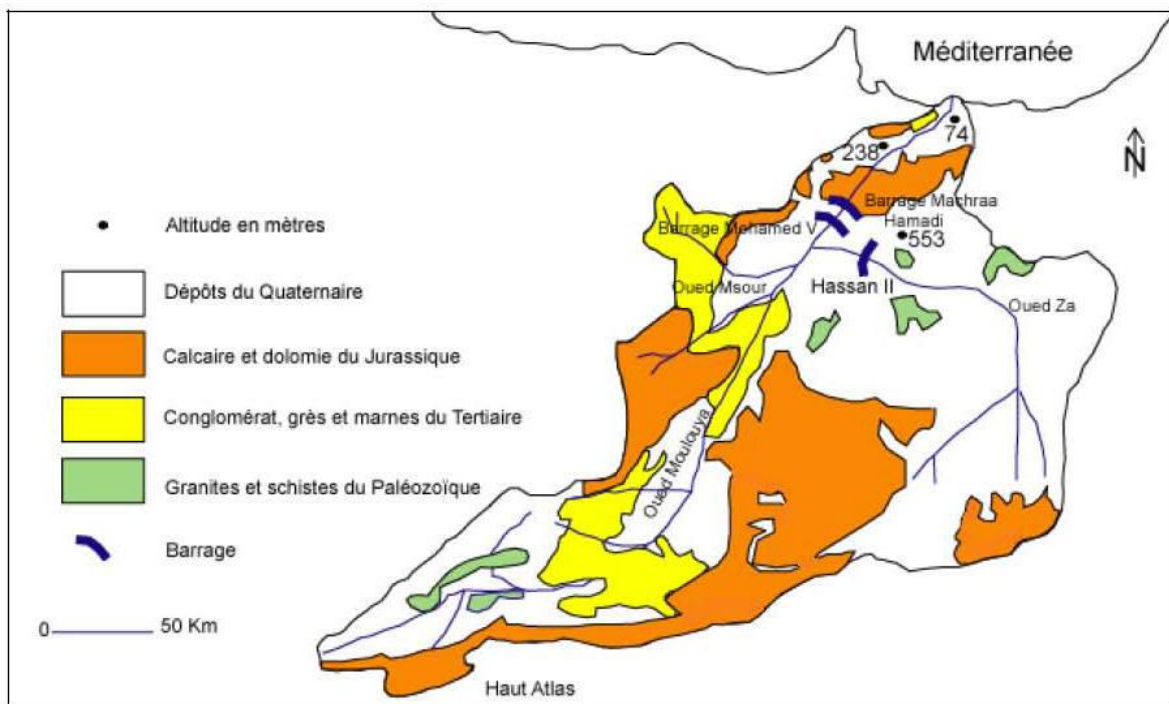 Méditerranée
74
238
N
Barrage Machraa
Hamadi
Barrage Mohamed V
553
Oued Msour
Hassan II
Oued Za
Oued Moulouya
Haut Atlas
Altitude en mètres
Dépôts du Quaternaire
Calcaire et dolomie du Jurassique
Conglomérat, grès et marnes du Tertiaire
Granites et schistes du Paléozoïque
Barrage
0 50 Km